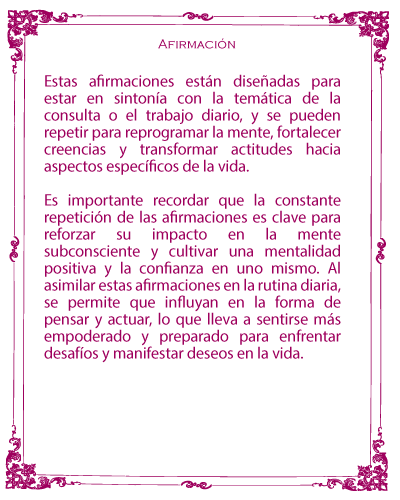 Afirmación
Estas afirmaciones están diseñadas para
estar en sintonía con la temática de la
consulta o el trabajo diario, y se pueden
repetir para reprogramar la mente, fortalecer
creencias y transformar actitudes hacia
aspectos específicos de la vida.
Es importante recordar que la constante
repetición de las afirmaciones es clave para
reforzar su impacto en la mente
subconsciente y cultivar una mentalidad
positiva y la confianza en uno mismo. Al
asimilar estas afirmaciones en la rutina diaria,
se permite que influyan en la forma de
pensar y actuar, lo que lleva a sentirse más
empoderado y preparado para enfrentar
desafíos y manifestar deseos en la vida.